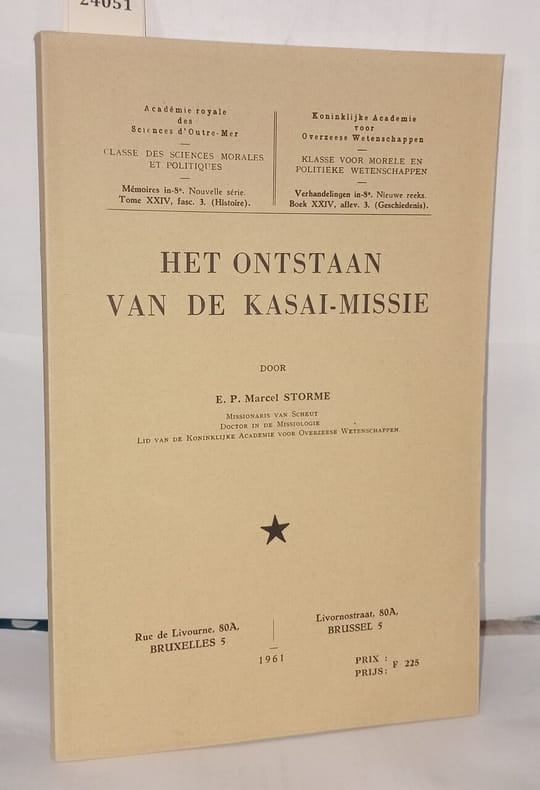 24051
Académie royale
des
Sciences d'Outre-Mer
CLASSE DES SCIENCES MORALES
ET POLITIQUES
Mémoires in-8º. Nouvelle série.
Tome XXIV, fasc. 3. (Histoire).
Koninklijke Academie
voor
Overzeese Wetenschappen
KLASSE VOOR MORELE EN
POLITIEKE WETENSCHAPPEN
Verhandelingen in-8º. Nieuwe reeks.
Boek XXIV, aflev. 3. (Geschiedenis).
HET ONTSTAAN
VAN DE KASAI-MISSIE
DOOR
E. P. Marcel STORME
MISSIONARIS VAN SCHEUT
DOCTOR IN DE MISSIOLOGIE
LID VAN DE KONINKLIJKE ACADEMIE VOOR OVERZEESE WETENSCHAPPEN.
Rue de Livourne, 80A,
BRUXELLES 5
Livornostraat, 80A,
BRUSSEL 5
1961
PRIX :
PRIJS: F 225